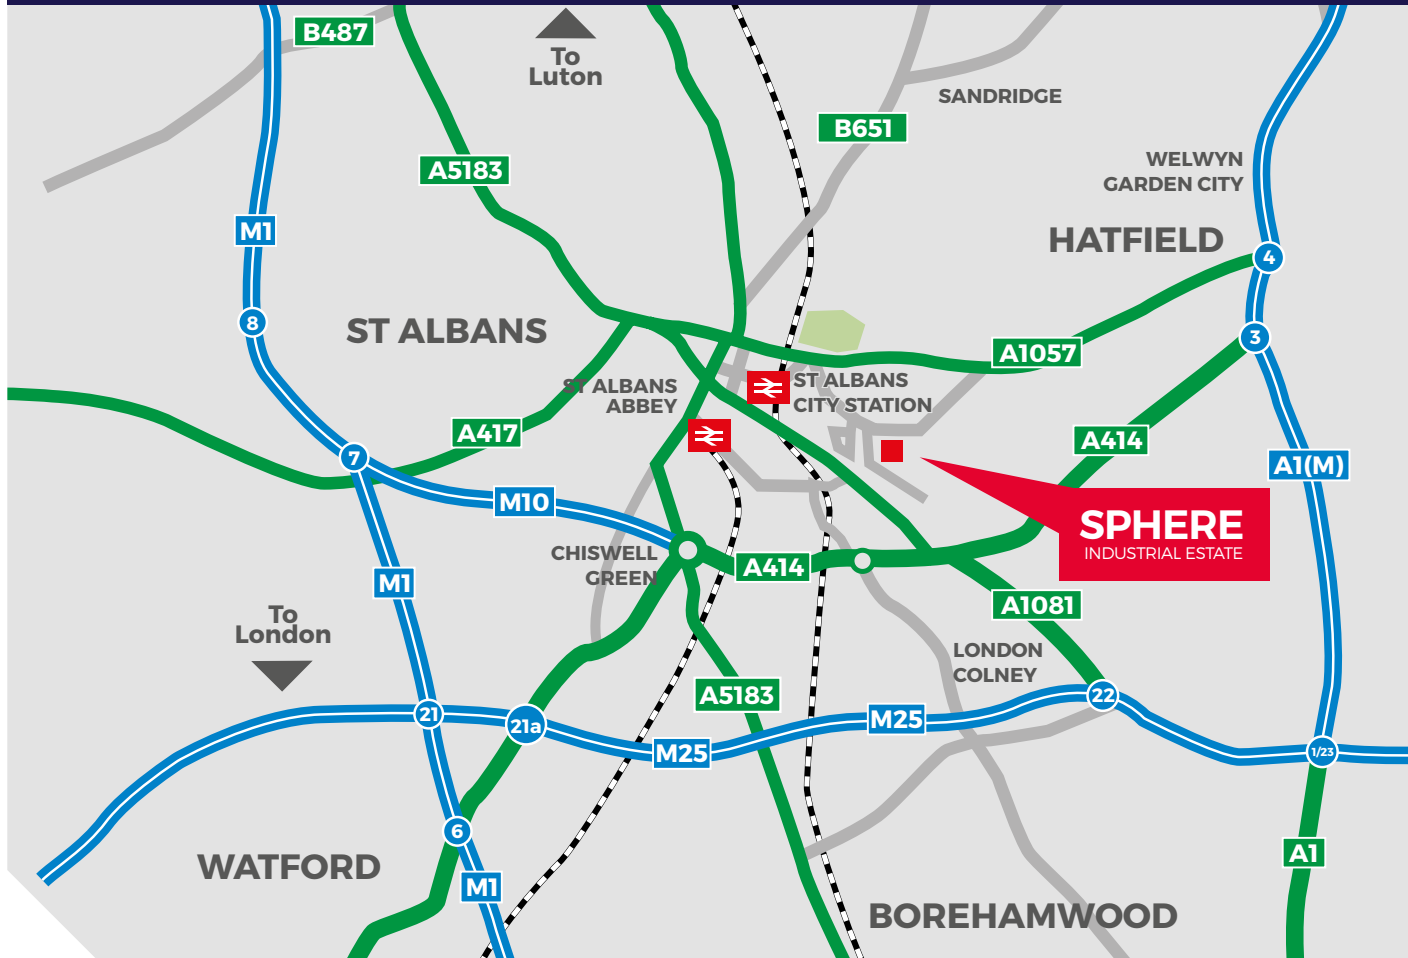 B487
To
Luton
SANDRIDGE
B651
WELWYN
GARDEN CITY
A5183
M1
HATFIELD
4
8
ST ALBANS
3
A1057
ST ALBANS
ABBEY
ST ALBANS
CITY STATION
A417
A414
7
A1(M)
M10
SPHERE
INDUSTRIAL ESTATE
CHISWELL
GREEN
A414
M1
A1081
To
London
LONDON
COLNEY
A5183
22
21
21a
M25
M25
1/23
6
A1
WATFORD
M1
BOREHAMWOOD